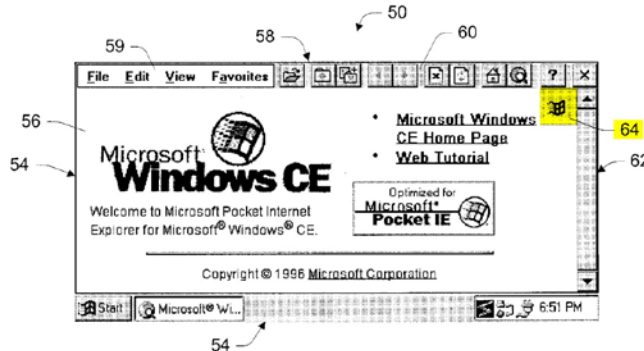 50
59 58 60
File Edit View Favorites ? ×
56
64
54
62
Microsoft
Windows CE
Welcome to Microsoft Pocket Internet
Explorer for Microsoft® Windows® CE.
• Microsoft Windows
CE Home Page
• Web Tutorial
Optimized for
Microsoft®
Pocket IE
Copyright © 1996 Microsoft Corporation
Start Microsoft® Wi... 6:51 PM
54